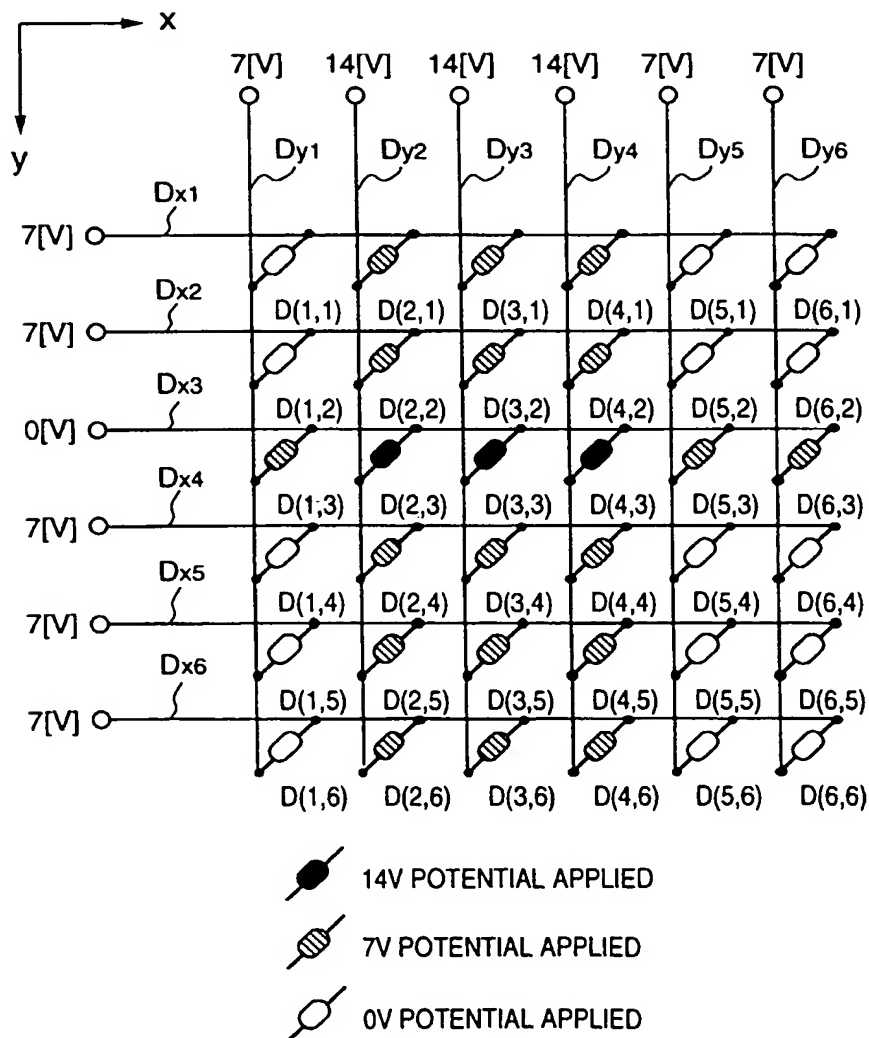 x
y
7[V] 14[V] 14[V] 14[V] 7[V] 7[V]
Dy1 Dy2 Dy3 Dy4 Dy5 Dy6
Dx1
7[V]
D(1,1) D(2,1) D(3,1) D(4,1) D(5,1) D(6,1)
Dx2
7[V]
D(1,2) D(2,2) D(3,2) D(4,2) D(5,2) D(6,2)
Dx3
0[V]
D(1,3) D(2,3) D(3,3) D(4,3) D(5,3) D(6,3)
Dx4
7[V]
D(1,4) D(2,4) D(3,4) D(4,4) D(5,4) D(6,4)
Dx5
7[V]
D(1,5) D(2,5) D(3,5) D(4,5) D(5,5) D(6,5)
Dx6
7[V]
D(1,6) D(2,6) D(3,6) D(4,6) D(5,6) D(6,6)
14V POTENTIAL APPLIED
7V POTENTIAL APPLIED
0V POTENTIAL APPLIED